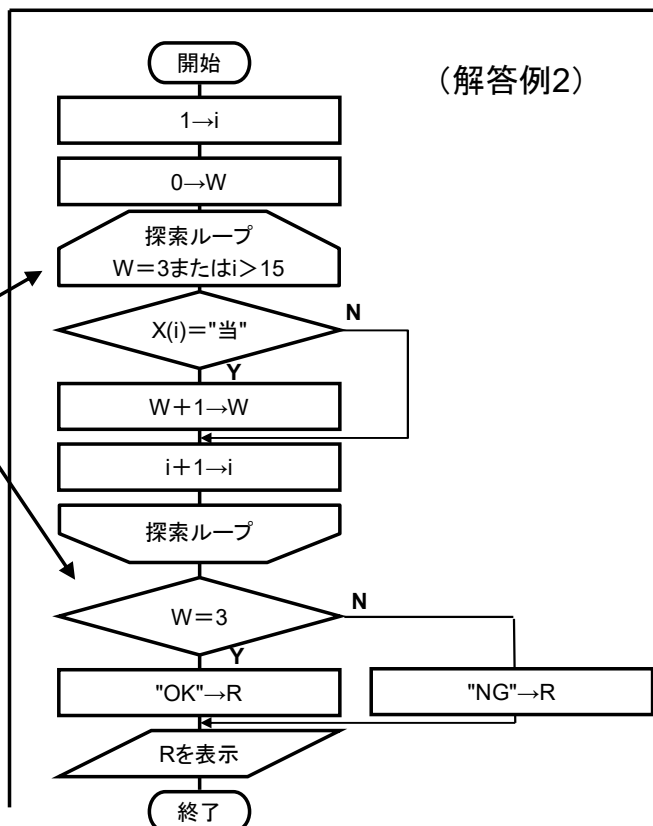 開始
(解答例2)
1→i
0→W
探索ループ
W=3またはi>15
X(i)="当"
N
Y
W+1→W
i+1→i
探索ループ
W=3
N
Y
"OK"→R
"NG"→R
Rを表示
終了